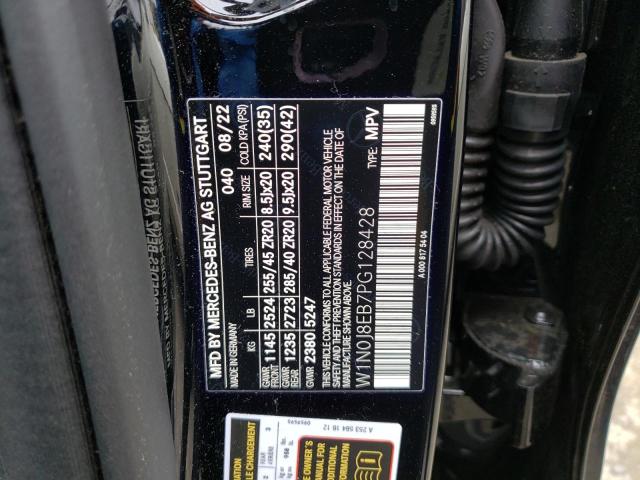 MFD BY MERCEDES-BENZ AG STUTTGART
MADE IN GERMANY 040 08/22
KG LB TIRES RIM SIZE COLD KPA (PSI)
GAWR FRONT 1145 2524 255/45 ZR20 8.5Jx20 240(35)
GAWR REAR 1235 2723 285/40 ZR20 9.5Jx20 290(42)
GVWR 2380 5247
THIS VEHICLE CONFORMS TO ALL APPLICABLE FEDERAL MOTOR VEHICLE
SAFETY AND THEFT PREVENTION STANDARDS IN EFFECT ON THE DATE OF
MANUFACTURE SHOWN ABOVE.
W1N0J8EB7PG128428 TYPE: MPV
A 000 817 54 04
A 253 584 18 12
OWNER'S
MANUAL FOR